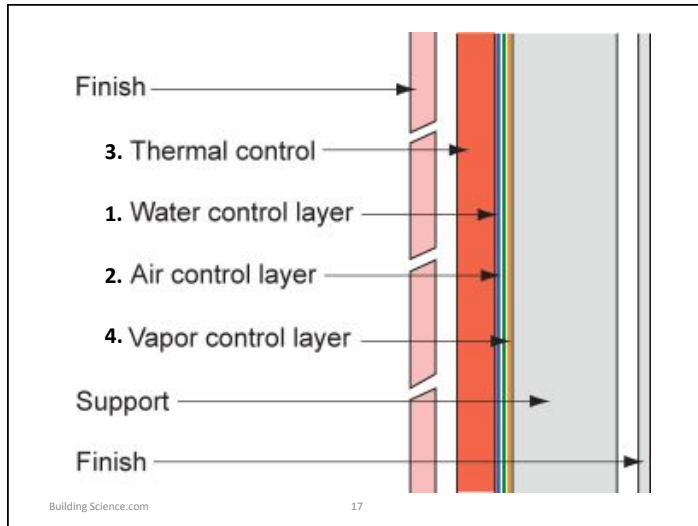 Finish
3. Thermal control
1. Water control layer
2. Air control layer
4. Vapor control layer
Support
Finish
Building Science.com
17